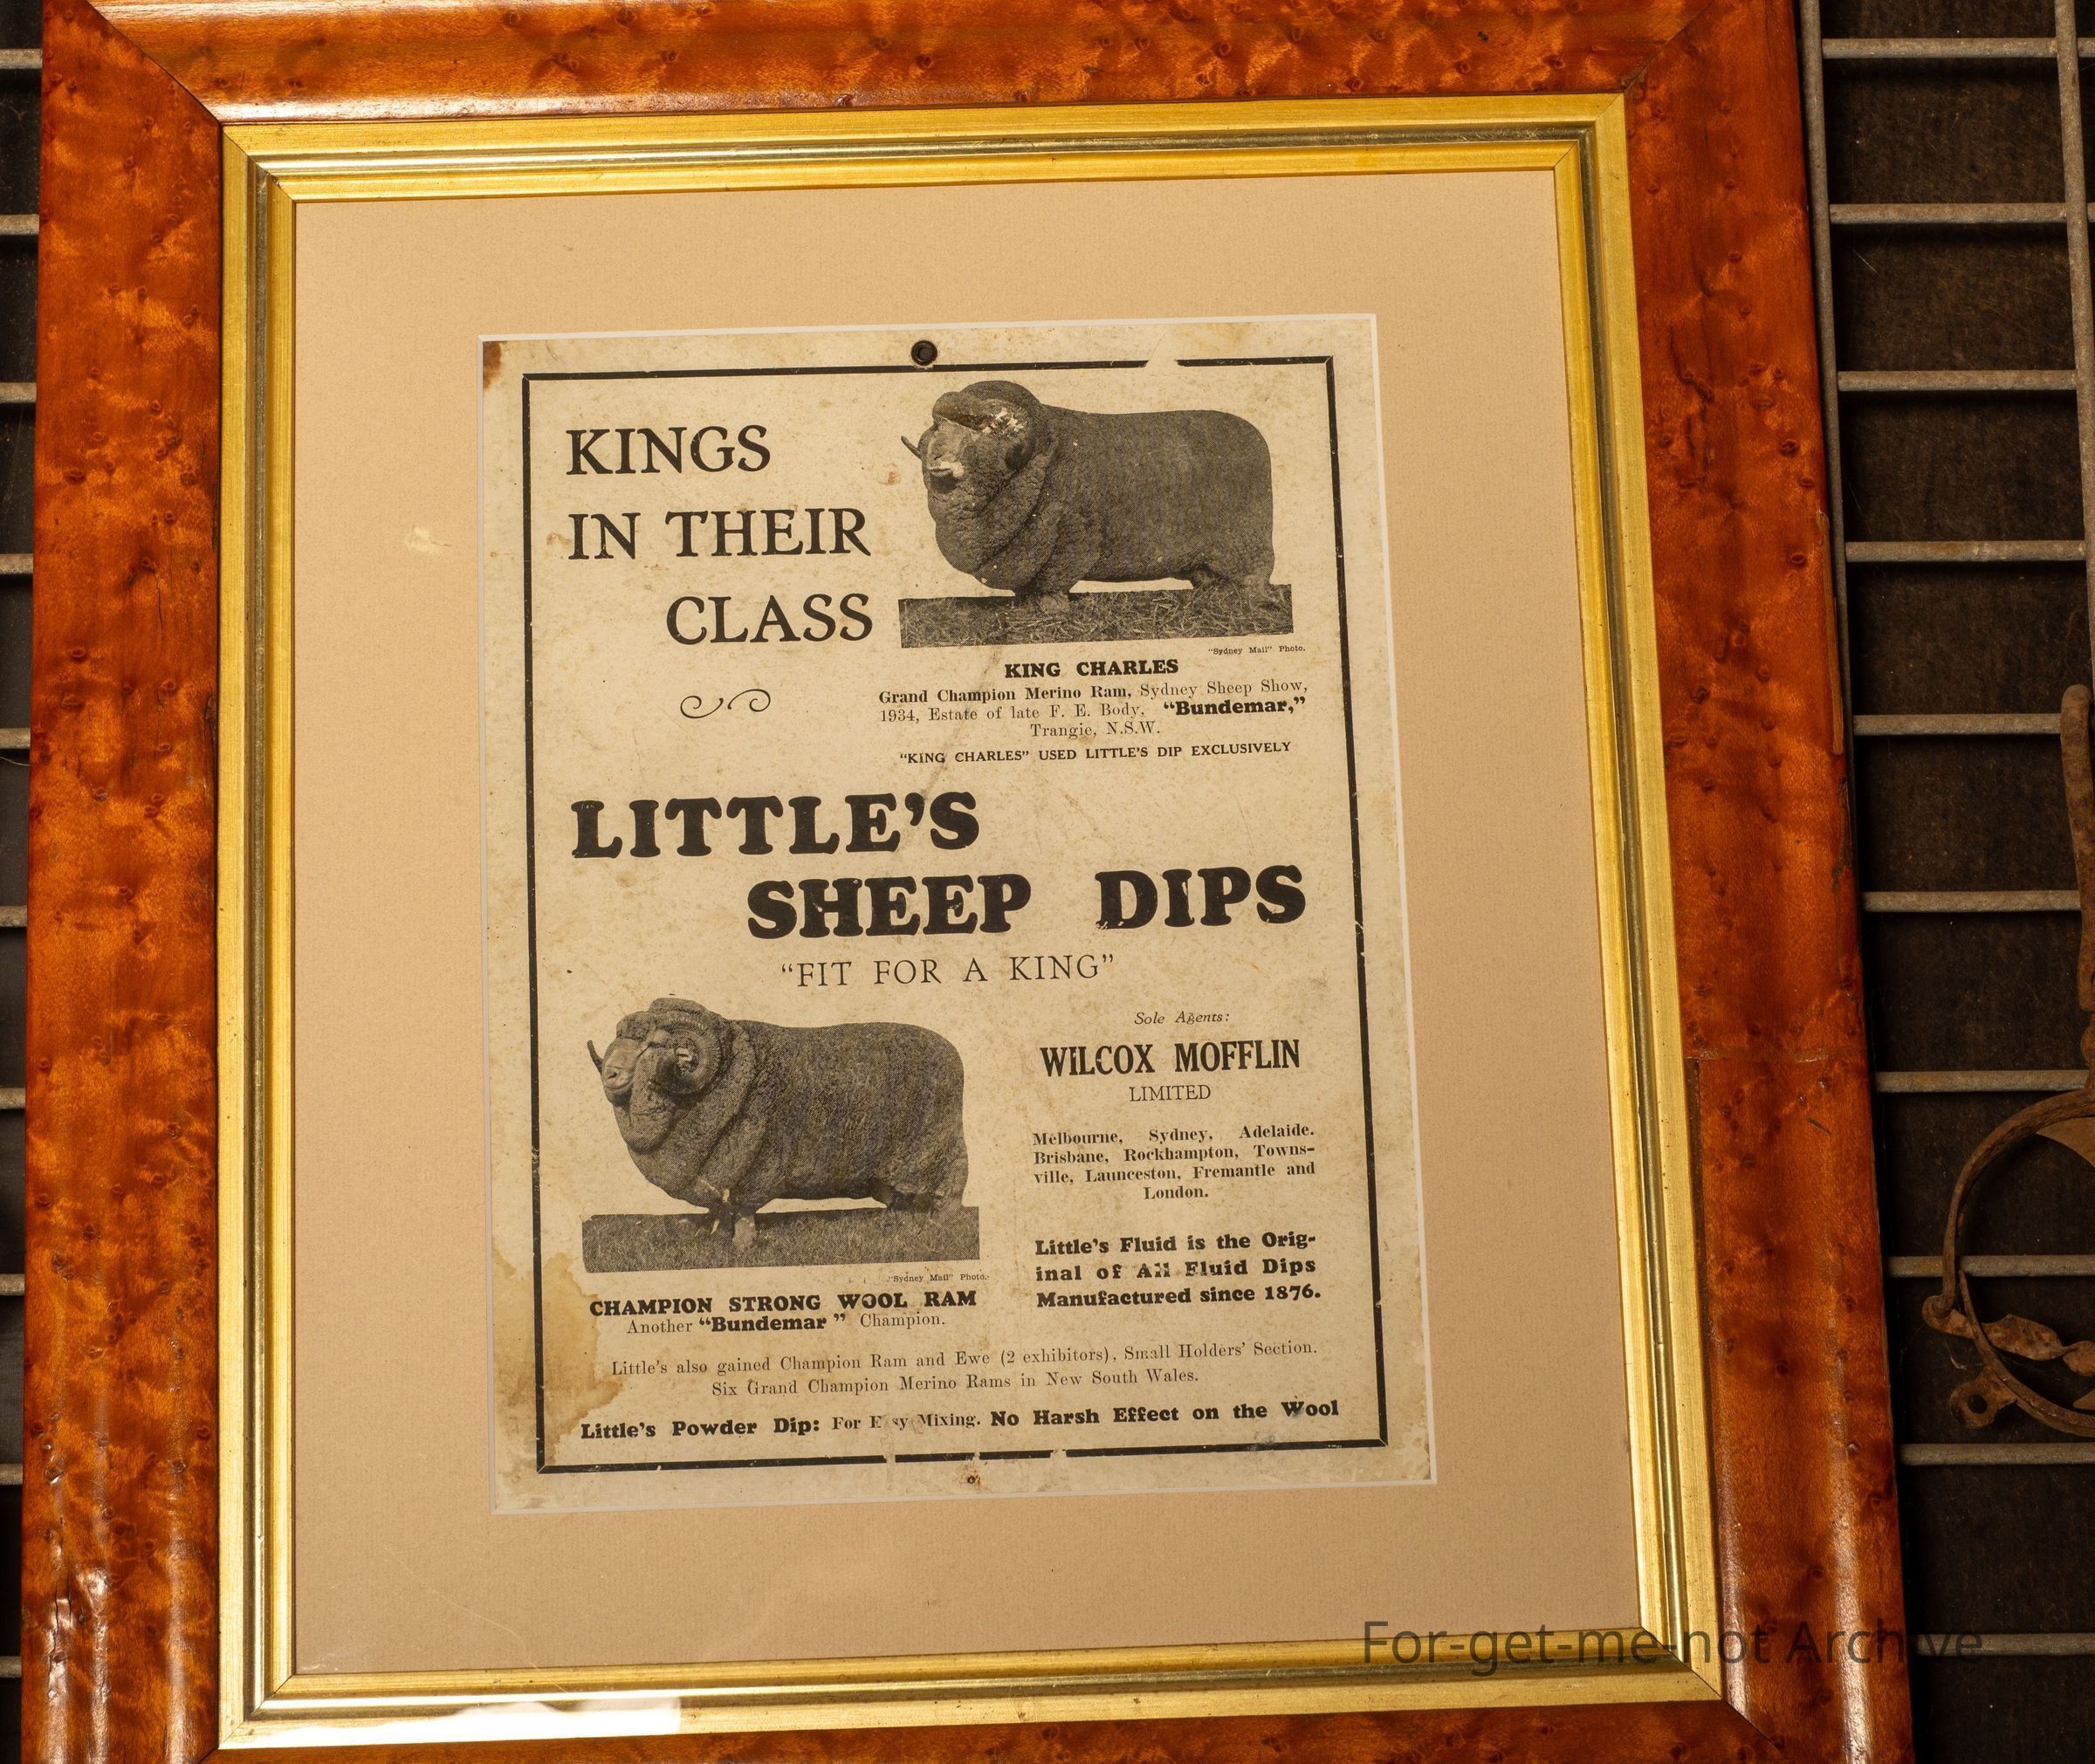 KINGS
IN THEIR
CLASS
"Sydney Mail" Photo.
KING CHARLES
Grand Champion Merino Ram, Sydney Sheep Show,
1934, Estate of late F. E. Body, "Bundemar,"
Trangie, N.S.W.
"KING CHARLES" USED LITTLE'S DIP EXCLUSIVELY
LITTLE'S
SHEEP DIPS
"FIT FOR A KING"
"Sydney Mail" Photo.
CHAMPION STRONG WOOL RAM
Another "Bundemar" Champion.
Sole Agents:
WILCOX MOFFLIN
LIMITED
Melbourne, Sydney, Adelaide.
Brisbane, Rockhampton, Towns-
ville, Launceston, Fremantle and
London.
Little's Fluid is the Orig-
inal of All Fluid Dips
Manufactured since 1876.
Little's also gained Champion Ram and Ewe (2 exhibitors), Small Holders' Section.
Six Grand Champion Merino Rams in New South Wales.
Little's Powder Dip: For Easy Mixing. No Harsh Effect on the Wool
For-get-me-not Archive